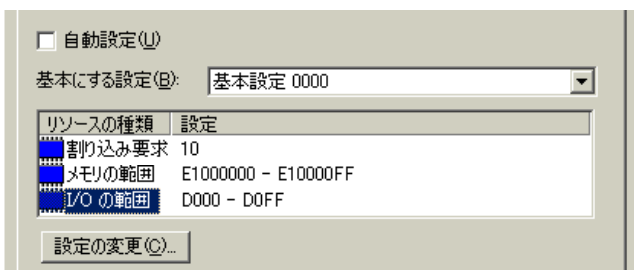 自動設定(U)
基本にする設定(B): 基本設定 0000
リソースの種類 設定
割り込み要求 10
メモリの範囲 E1000000 - E10000FF
I/O の範囲 D000 - D0FF
設定の変更(C)...